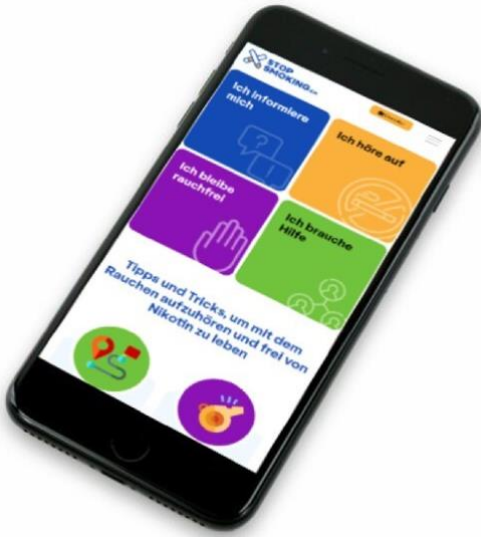 STOP
SMOKING.CH
Ich informiere
mich
Ich höre auf
Ich bleibe
rauchfrei
Ich brauche
Hilfe
Tipps und Tricks, um mit dem
Rauchen aufzuhören und frei von
Nikotin zu leben